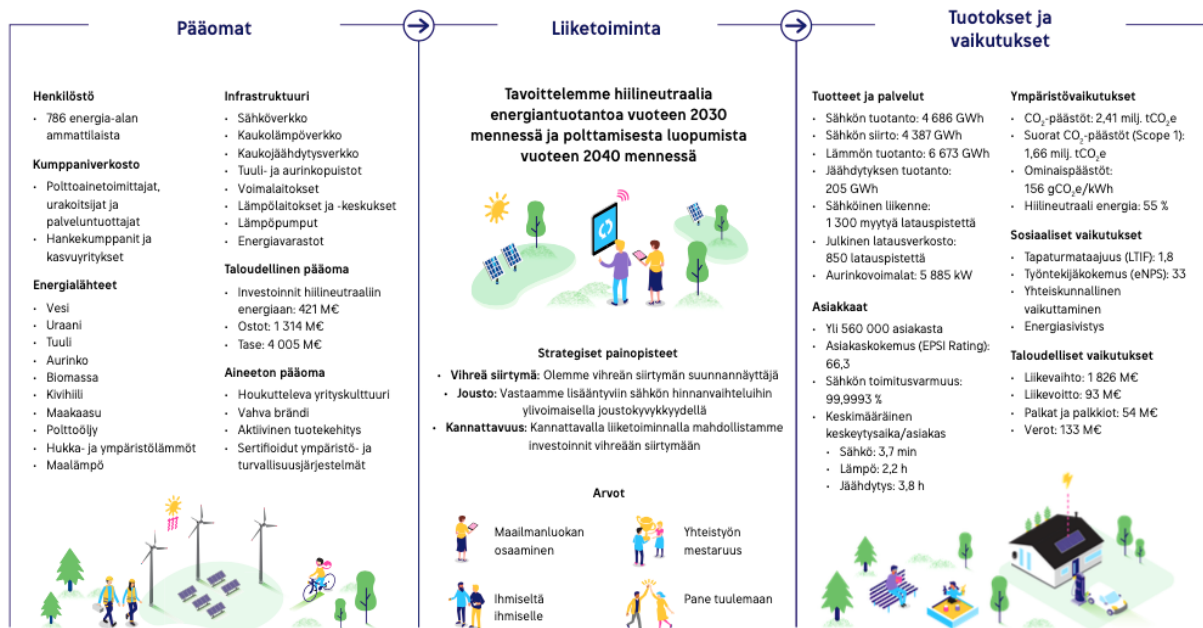 Pääomat
Henkilöstö
• 786 energia-alan
ammattilaista
Kumppaniverkosto
• Polttoainetoimittajat,
urakoitsijat ja
palveluntuottajat
• Hankekumppanit ja
kasvuyritykset
Energialähteet
• Vesi
• Uraani
• Tuuli
• Aurinko
• Biomassa
• Kivihiili
• Maakaasu
• Polttoöljy
• Hukka- ja ympäristölämmöt
• Maalämpö
Infrastruktuuri
• Sähköverkko
• Kaukolämpöverkko
• Kaukojäähdytysverkko
• Tuuli- ja aurinkopuistot
• Voimalaitokset
• Lämpölaitokset ja -keskukset
• Lämpöpumput
• Energiavarastot
Taloudellinen pääoma
• Investoinnit hiilineutraaliin
energiaan: 421 M€
• Ostot: 1 314 M€
• Tase: 4 005 M€
Aineeton pääoma
• Houkutteleva yrityskulttuuri
• Vahva brändi
• Aktiivinen tuotekehitys
• Sertifioidut ympäristö- ja
turvallisuusjärjestelmät
Liiketoiminta
Tavoittelemme hiilineutraalia
energiantuotantoa vuoteen 2030
mennessä ja polttamisesta luopumista
vuoteen 2040 mennessä
Strategiset painopisteet
• Vihreä siirtymä: Olemme vihreän siirtymän suunnannäyttäjä
• Jousto: Vastaamme lisääntyviin sähkön hinnanvaihteluihin
ylivoimaisella joustokyvykkyydellä
• Kannattavuus: Kannattavalla liiketoiminnalla mahdollistamme
investoinnit vihreään siirtymään
Arvot
Maailmanluokan
osaaminen
Yhteistyön
mestaruus
Ihmiseltä
ihmiselle
Pane tuulemaan
Tuotokset ja
vaikutukset
Tuotteet ja palvelut
• Sähkön tuotanto: 4 686 GWh
• Sähkön siirto: 4 387 GWh
• Lämmön tuotanto: 6 673 GWh
• Jäähdytyksen tuotanto:
205 GWh
• Sähköinen liikenne:
1 300 myytyä latauspistettä
• Julkinen latausverkosto:
850 latauspistettä
• Aurinkovoimalat: 5 885 kW
Asiakkaat
• Yli 560 000 asiakasta
• Asiakaskokemus (EPSI Rating):
66,3
• Sähkön toimitusvarmuus:
99,9993 %
• Keskimääräinen
keskeytysaika/asiakas
• Sähkö: 3,7 min
• Lämpö: 2,2 h
• Jäähdytys: 3,8 h
Ympäristövaikutukset
• CO₂-päästöt: 2,41 milj. tCO₂e
• Suorat CO₂-päästöt (Scope 1):
1,66 milj. tCO₂e
• Ominaispäästöt:
156 gCO₂e/kWh
• Hiilineutraali energia: 55 %
Sosiaaliset vaikutukset
• Tapaturmataajuus (LTIF): 1,8
• Työntekijäkokemus (eNPS): 33
• Yhteiskunnallinen
vaikuttaminen
• Energiasivistys
Taloudelliset vaikutukset
• Liikevaihto: 1 826 M€
• Liikevoitto: 93 M€
• Palkat ja palkkiot: 54 M€
• Verot: 133 M€